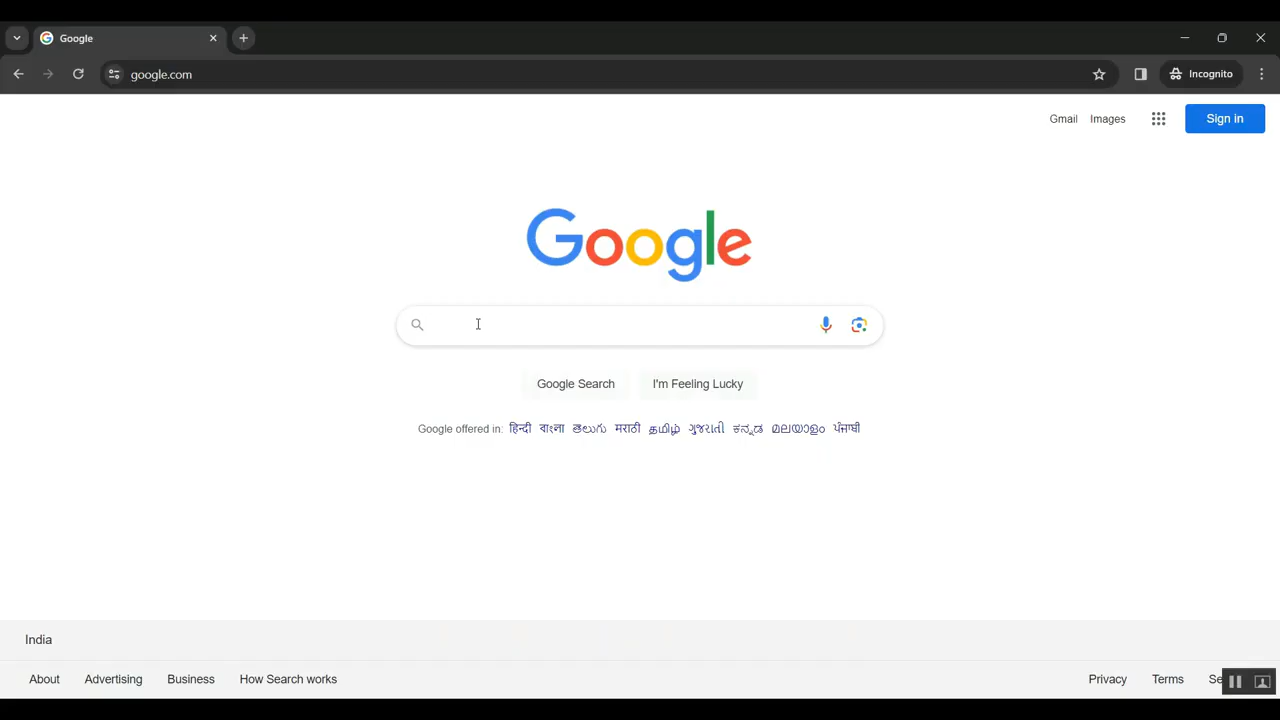 Google
google.com
Incognito
Gmail Images Sign in
Google
Google Search I'm Feeling Lucky
Google offered in: हिन्दी বাংলা తెలుగు मराठी தமிழ் ગુજરાતી ಕನ್ನಡ മലയാളം ਪੰਜਾਬੀ
India
About Advertising Business How Search works Privacy Terms Se